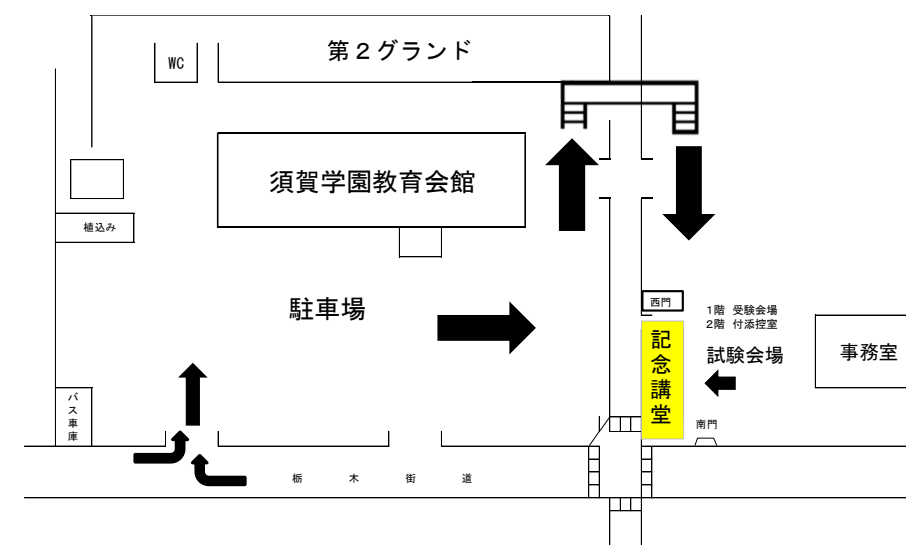 第２グランド
WC
須賀学園教育会館
植込み
西門
1階 受験会場
2階 付添控室
駐車場
記念講堂
試験会場
事務室
バス車庫
南門
栃木街道